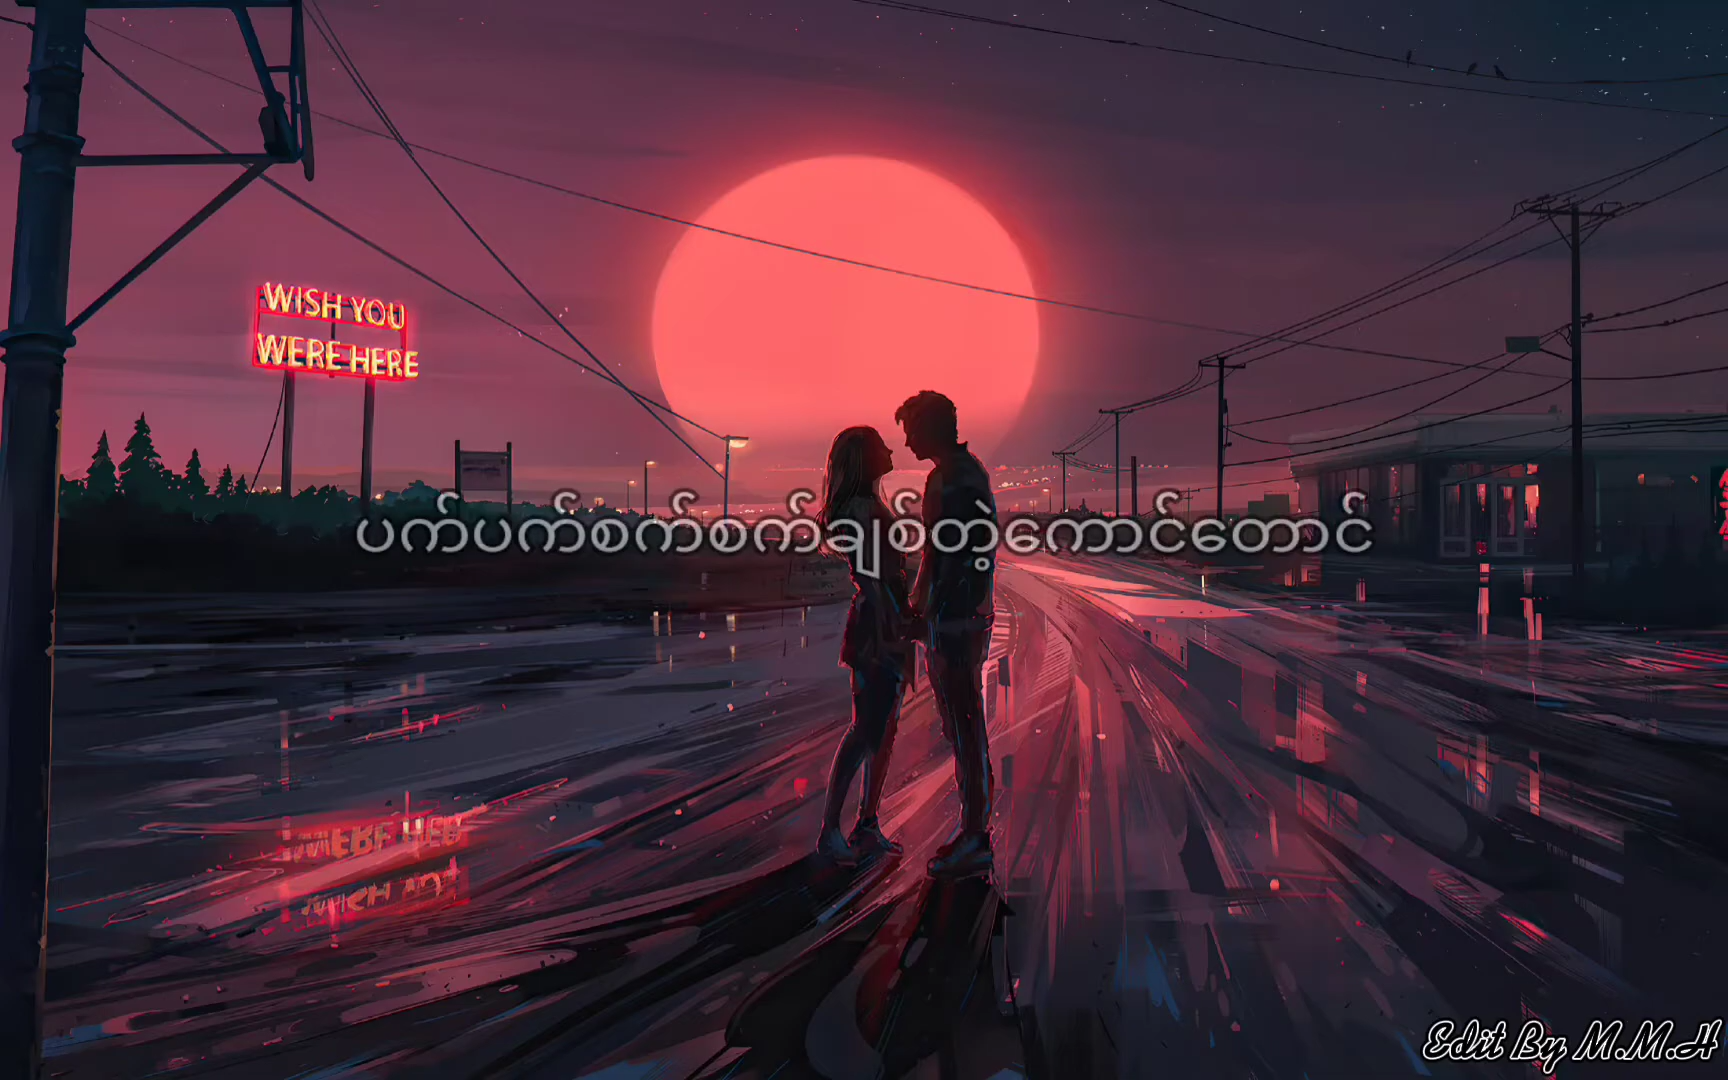 WISH YOU
WERE HERE
ပက်ပက်စက်စက်ချစ်တဲ့ကောင်တောင်
Edit By M.M.H